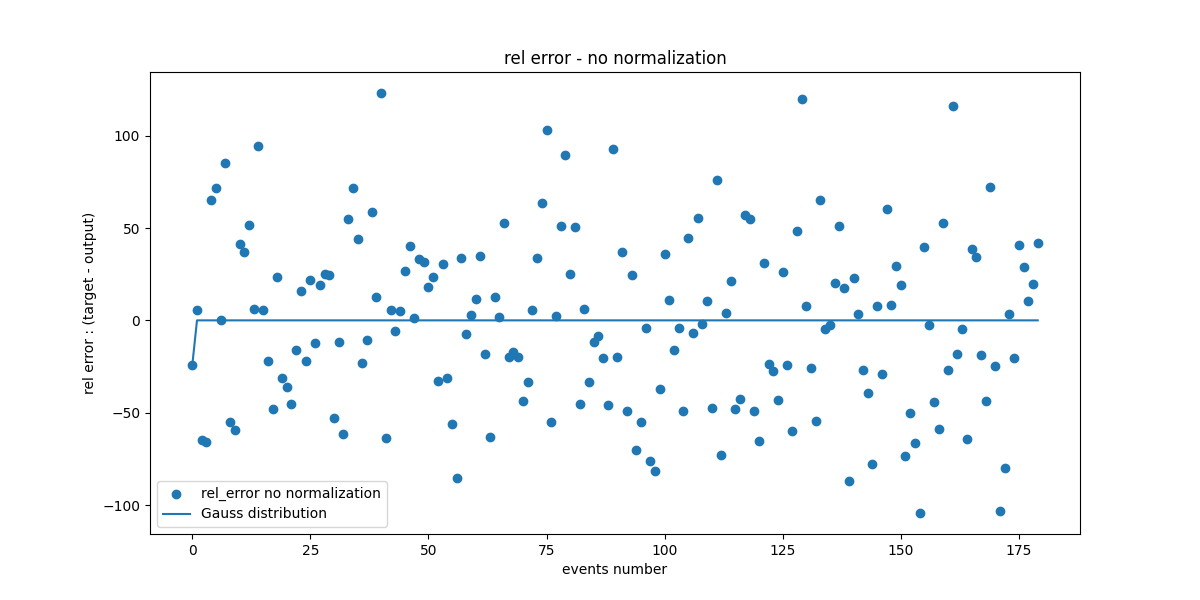 rel error - no normalization
rel error : (target - output)
100
50
0
−50
−100
rel_error no normalization
Gauss distribution
0 25 50 75 100 125 150 175
events number